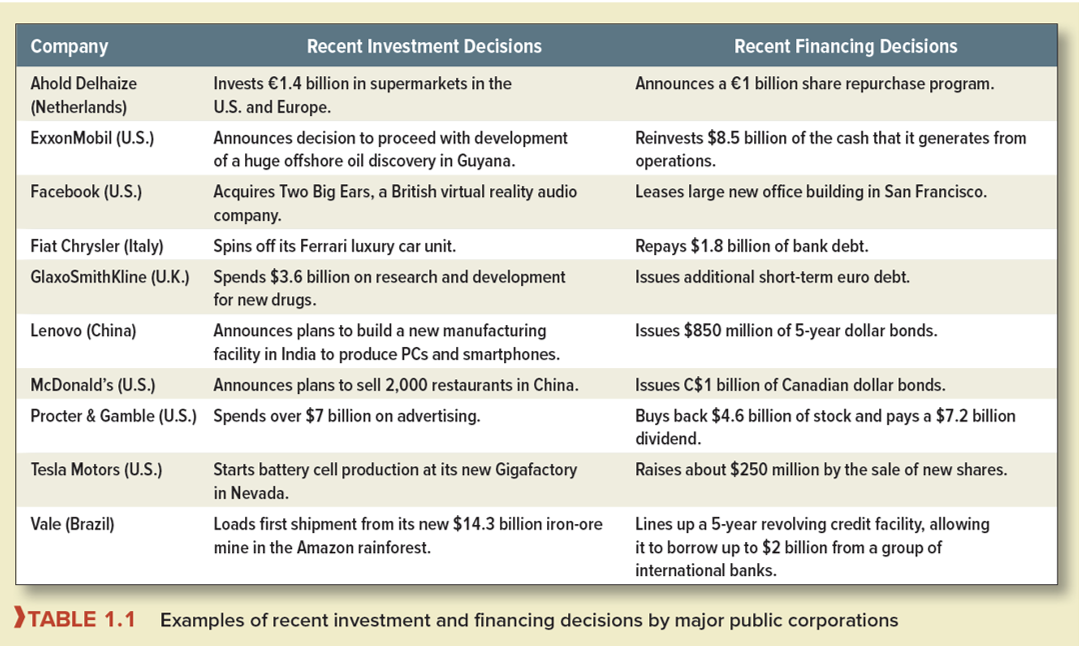 Company Recent Investment Decisions Recent Financing Decisions
Ahold Delhaize Invests €1.4 billion in supermarkets in the Announces a €1 billion share repurchase program.
(Netherlands) U.S. and Europe.
ExxonMobil (U.S.) Announces decision to proceed with development Reinvests $8.5 billion of the cash that it generates from
of a huge offshore oil discovery in Guyana. operations.
Facebook (U.S.) Acquires Two Big Ears, a British virtual reality audio Leases large new office building in San Francisco.
company.
Fiat Chrysler (Italy) Spins off its Ferrari luxury car unit. Repays $1.8 billion of bank debt.
GlaxoSmithKline (U.K.) Spends $3.6 billion on research and development Issues additional short-term euro debt.
for new drugs.
Lenovo (China) Announces plans to build a new manufacturing Issues $850 million of 5-year dollar bonds.
facility in India to produce PCs and smartphones.
McDonald's (U.S.) Announces plans to sell 2,000 restaurants in China. Issues C$1 billion of Canadian dollar bonds.
Procter & Gamble (U.S.) Spends over $7 billion on advertising. Buys back $4.6 billion of stock and pays a $7.2 billion
dividend.
Tesla Motors (U.S.) Starts battery cell production at its new Gigafactory Raises about $250 million by the sale of new shares.
in Nevada.
Vale (Brazil) Loads first shipment from its new $14.3 billion iron-ore Lines up a 5-year revolving credit facility, allowing
mine in the Amazon rainforest. it to borrow up to $2 billion from a group of
international banks.
❱TABLE 1.1 Examples of recent investment and financing decisions by major public corporations